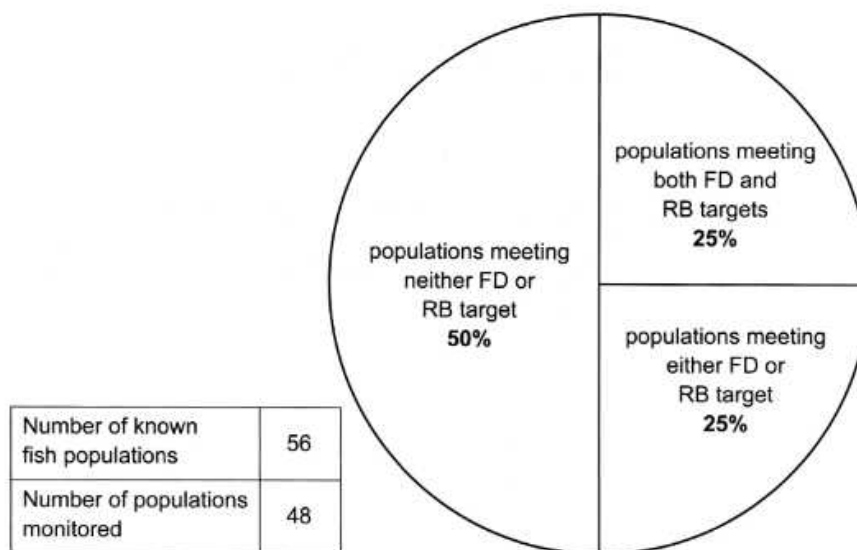 populations meeting
both FD and
RB targets
25%
populations meeting
neither FD or
RB target
50%
populations meeting
either FD or
RB target
25%
Number of known
fish populations
56
Number of populations
monitored
48